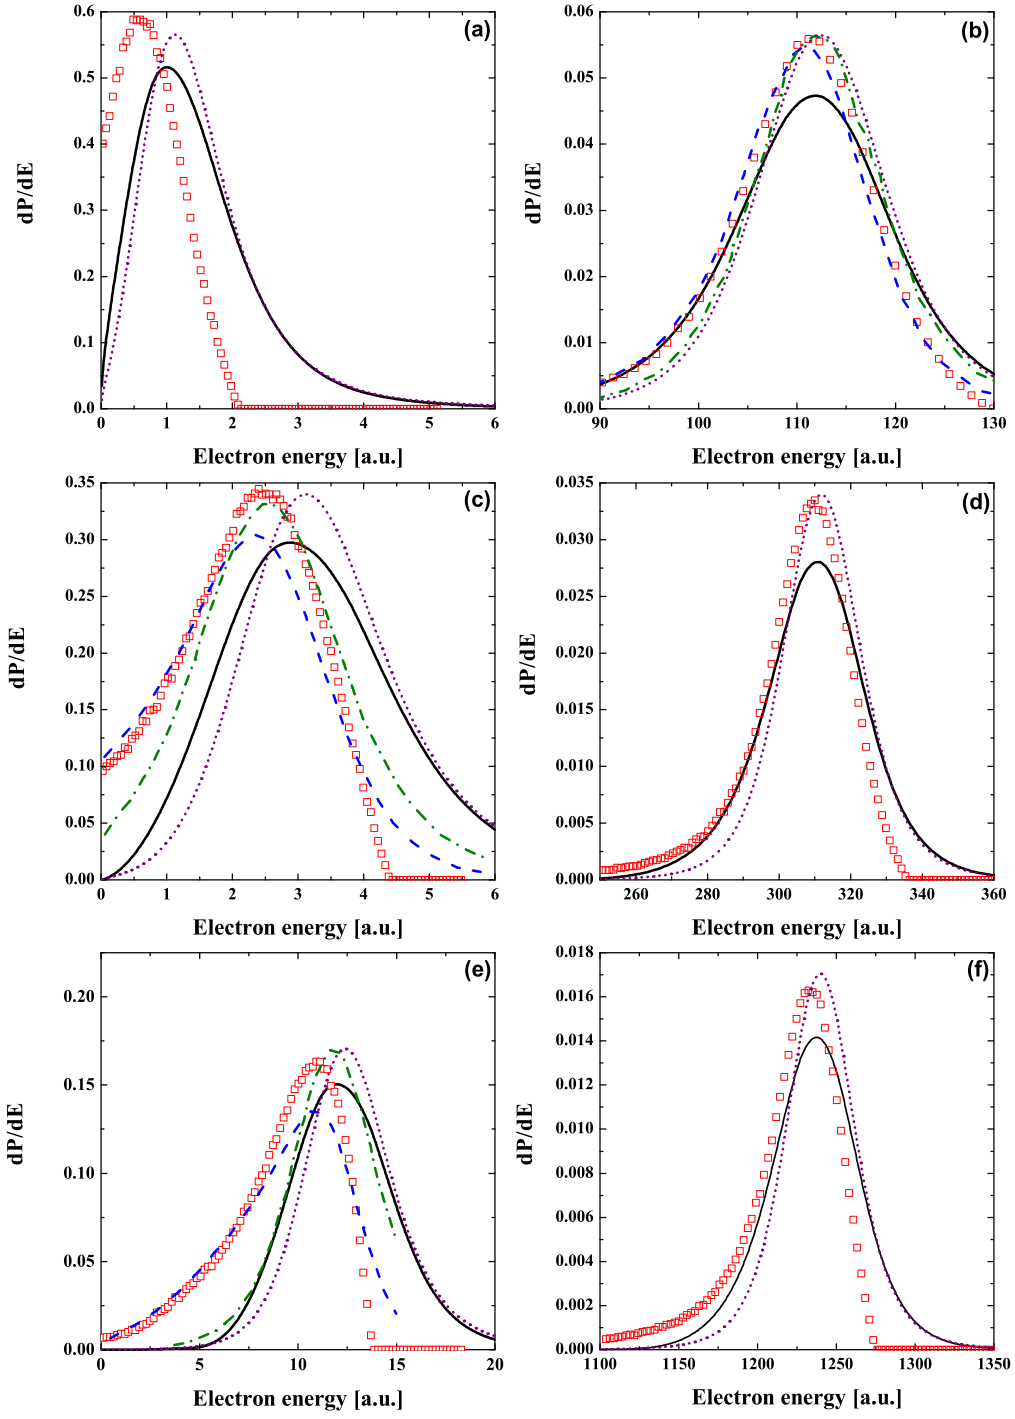 (a)
0.6
0.5
0.4
0.3
0.2
0.1
0.0
dP/dE
0 1 2 3 4 5 6
Electron energy [a.u.]
(b)
0.06
0.05
0.04
0.03
0.02
0.01
0.00
dP/dE
90 100 110 120 130
Electron energy [a.u.]
(c)
0.35
0.30
0.25
0.20
0.15
0.10
0.05
0.00
dP/dE
0 1 2 3 4 5 6
Electron energy [a.u.]
(d)
0.035
0.030
0.025
0.020
0.015
0.010
0.005
0.000
dP/dE
260 280 300 320 340 360
Electron energy [a.u.]
(e)
0.20
0.15
0.10
0.05
0.00
dP/dE
0 5 10 15 20
Electron energy [a.u.]
(f)
0.018
0.016
0.014
0.012
0.010
0.008
0.006
0.004
0.002
0.000
dP/dE
1100 1150 1200 1250 1300 1350
Electron energy [a.u.]